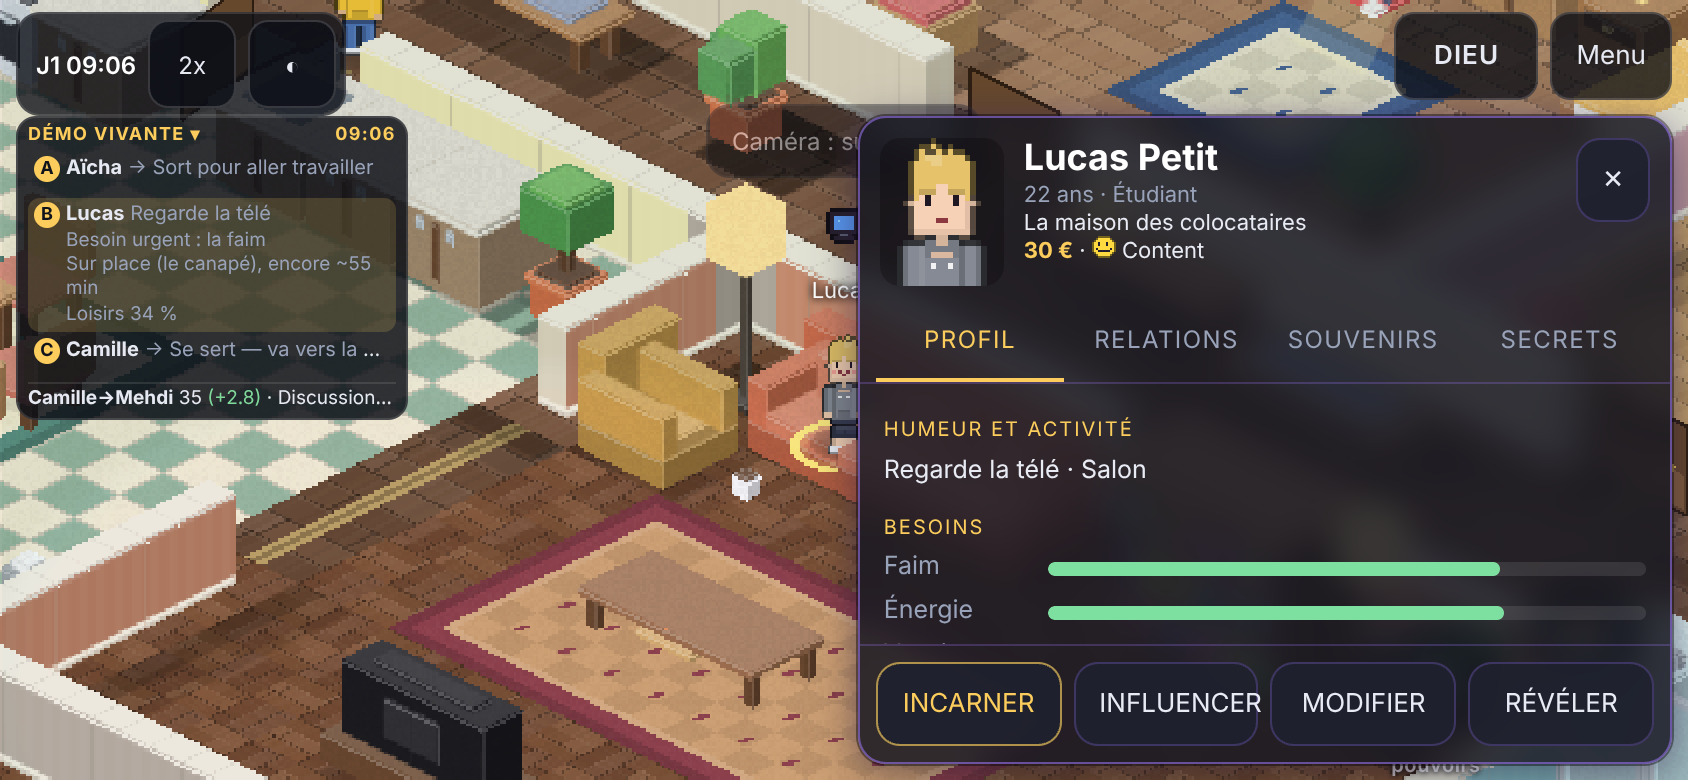 J1 09:06
2x
DIEU
Menu
DÉMO VIVANTE ▾ 09:06
A Aïcha → Sort pour aller travailler
B Lucas Regarde la télé
Besoin urgent : la faim
Sur place (le canapé), encore ~55
min
Loisirs 34 %
C Camille → Se sert — va vers la ...
Camille→Mehdi 35 (+2.8) · Discussion...
Caméra : su
Luca
Lucas Petit
22 ans · Étudiant
La maison des colocataires
30 € · Content
×
PROFIL
RELATIONS
SOUVENIRS
SECRETS
HUMEUR ET ACTIVITÉ
Regarde la télé · Salon
BESOINS
Faim
Énergie
INCARNER
INFLUENCER
MODIFIER
RÉVÉLER
pouvoirs